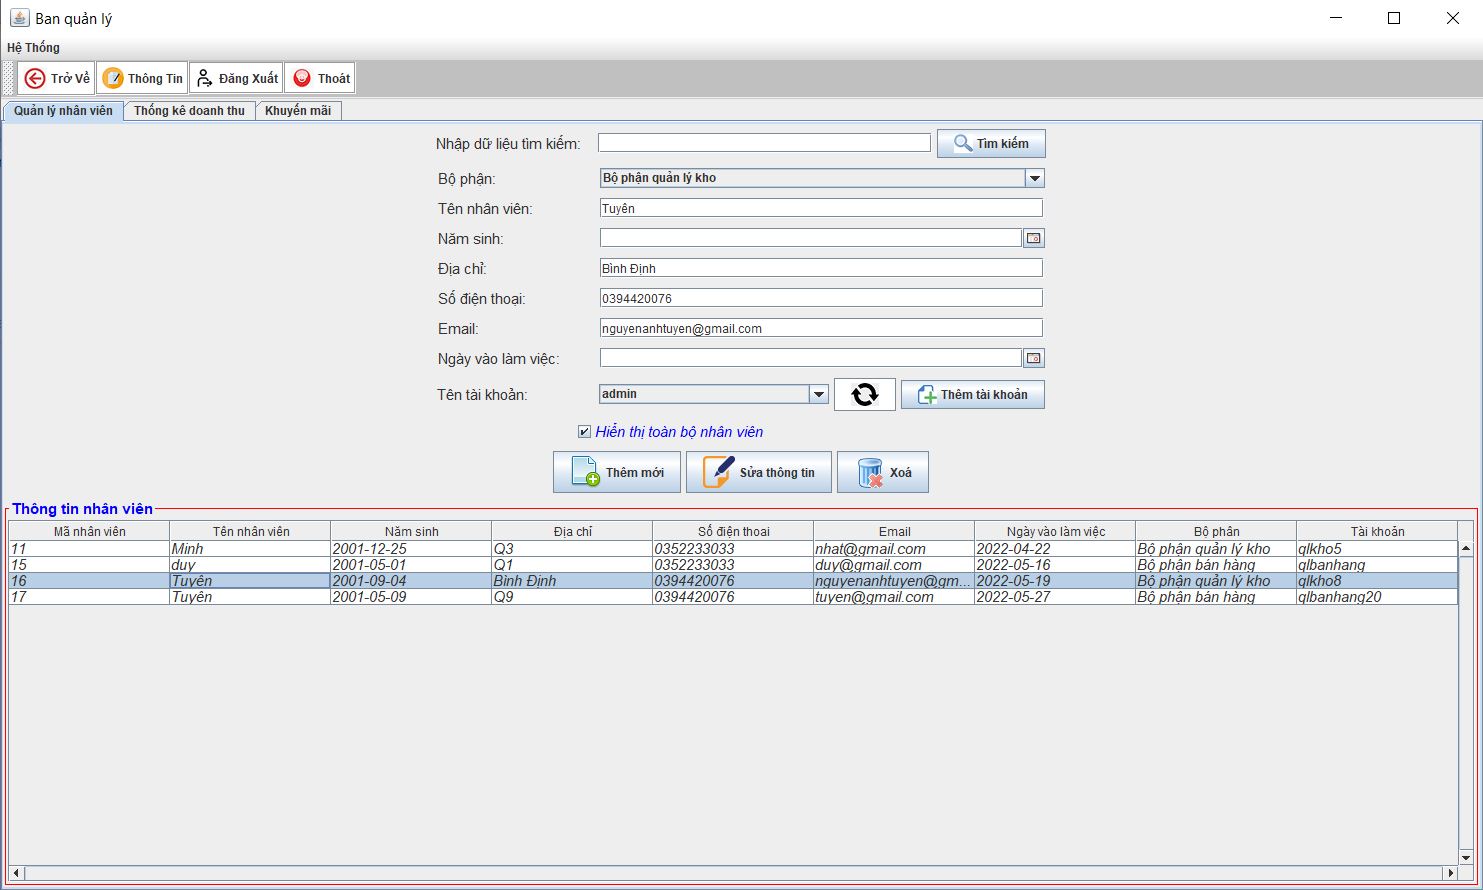 Ban quản lý
Hệ Thống
Trở Về Thông Tin Đăng Xuất Thoát
Quản lý nhân viên Thống kê doanh thu Khuyến mãi
Nhập dữ liệu tìm kiếm: Tìm kiếm
Bộ phận: Bộ phận quản lý kho
Tên nhân viên: Tuyên
Năm sinh:
Địa chỉ: Bình Định
Số điện thoại: 0394420076
Email: nguyenanhtuyen@gmail.com
Ngày vào làm việc:
Tên tài khoản: admin Thêm tài khoản
Hiển thị toàn bộ nhân viên
Thêm mới Sửa thông tin Xoá
Thông tin nhân viên
Mã nhân viên Tên nhân viên Năm sinh Địa chỉ Số điện thoại Email Ngày vào làm việc Bộ phân Tài khoản
11 Minh 2001-12-25 Q3 0352233033 nhat@gmail.com 2022-04-22 Bộ phận quản lý kho qlkho5
15 duy 2001-05-01 Q1 0352233033 duy@gmail.com 2022-05-16 Bộ phận bán hàng qlbanhang
16 Tuyên 2001-09-04 Bình Định 0394420076 nguyenanhtuyen@gm... 2022-05-19 Bộ phận quản lý kho qlkho8
17 Tuyên 2001-05-09 Q9 0394420076 tuyen@gmail.com 2022-05-27 Bộ phận bán hàng qlbanhang20